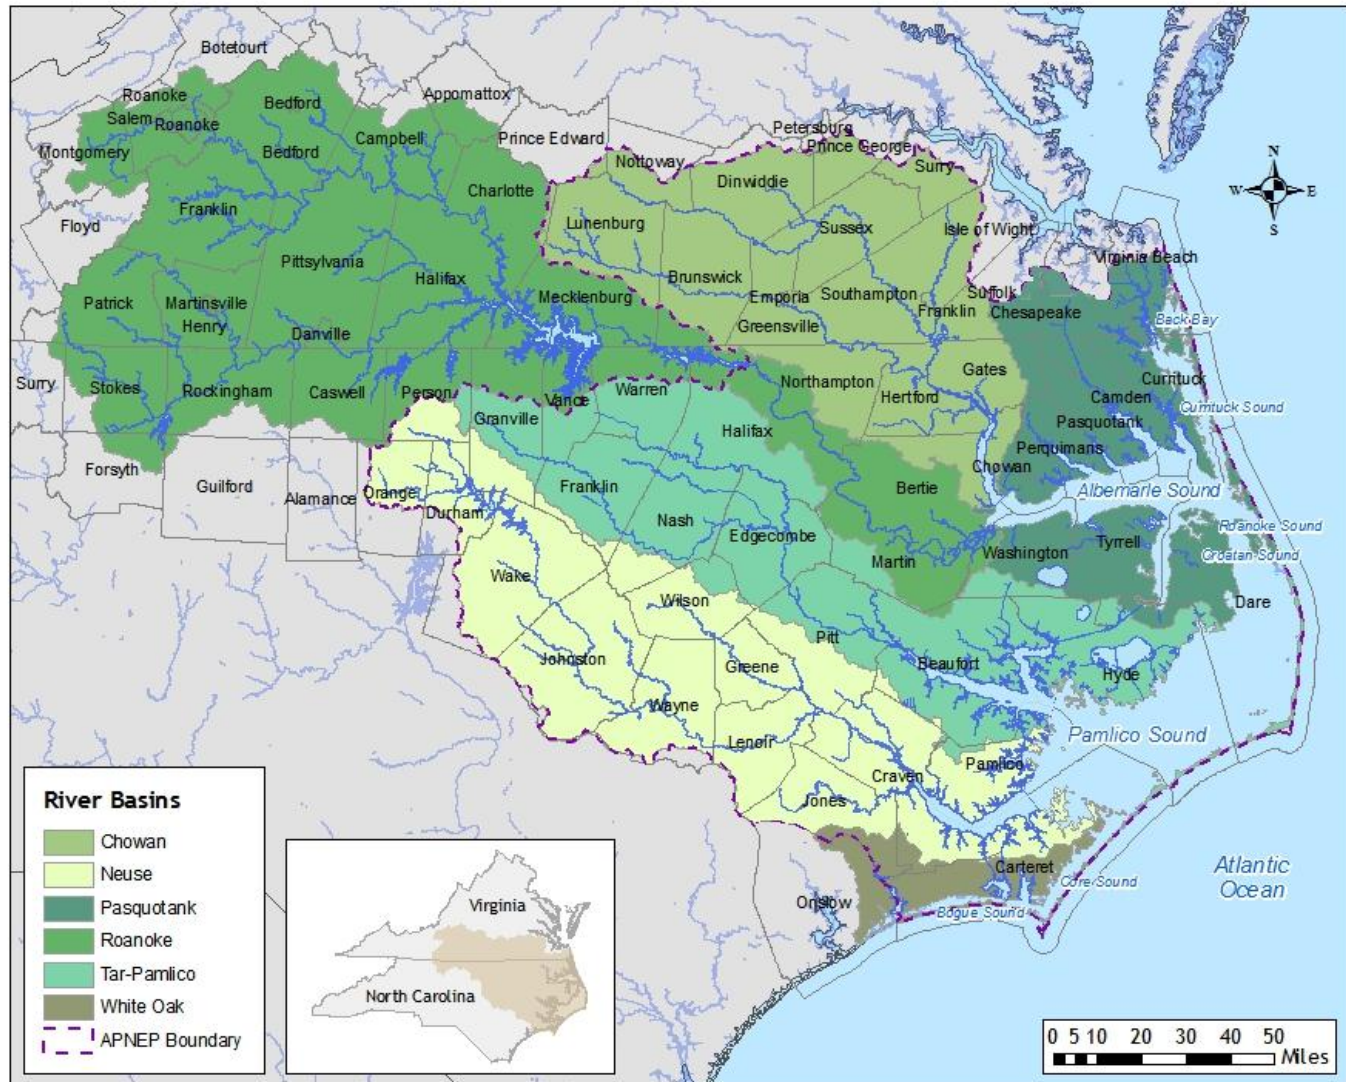 Botetourt
Roanoke
Bedford
Appomattox
Salem
Roanoke
Campbell
Prince Edward
Petersburg
Prince George
Montgomery
Bedford
Nottoway
Surry
Dinwiddie
Charlotte
N
W
E
S
Franklin
Floyd
Lunenburg
Sussex
Isle of Wight
Pittsylvania
Halifax
Brunswick
Virginia Beach
Mecklenburg
Emporia
Southampton
Suffolk
Patrick
Martinsville
Henry
Danville
Greensville
Franklin
Chesapeake
Back Bay
Surry
Stokes
Rockingham
Caswell
Person
Vance
Warren
Northampton
Gates
Hertford
Currituck
Camden
Currituck Sound
Granville
Halifax
Pasquotank
Perquimans
Forsyth
Guilford
Alamance
Orange
Durham
Franklin
Bertie
Chowan
Albemarle Sound
Nash
Edgecombe
Roanoke Sound
Washington
Tyrrell
Croatan Sound
Martin
Wake
Wilson
Dare
Pitt
Johnston
Greene
Beaufort
Hyde
Wayne
Lenoir
Pamlico Sound
Pamlico
Craven
Jones
Carteret
Core Sound
Atlantic
Ocean
Onslow
Bogue Sound
River Basins
Chowan
Neuse
Pasquotank
Roanoke
Tar-Pamlico
White Oak
APNEP Boundary
Virginia
North Carolina
0 5 10 20 30 40 50
Miles